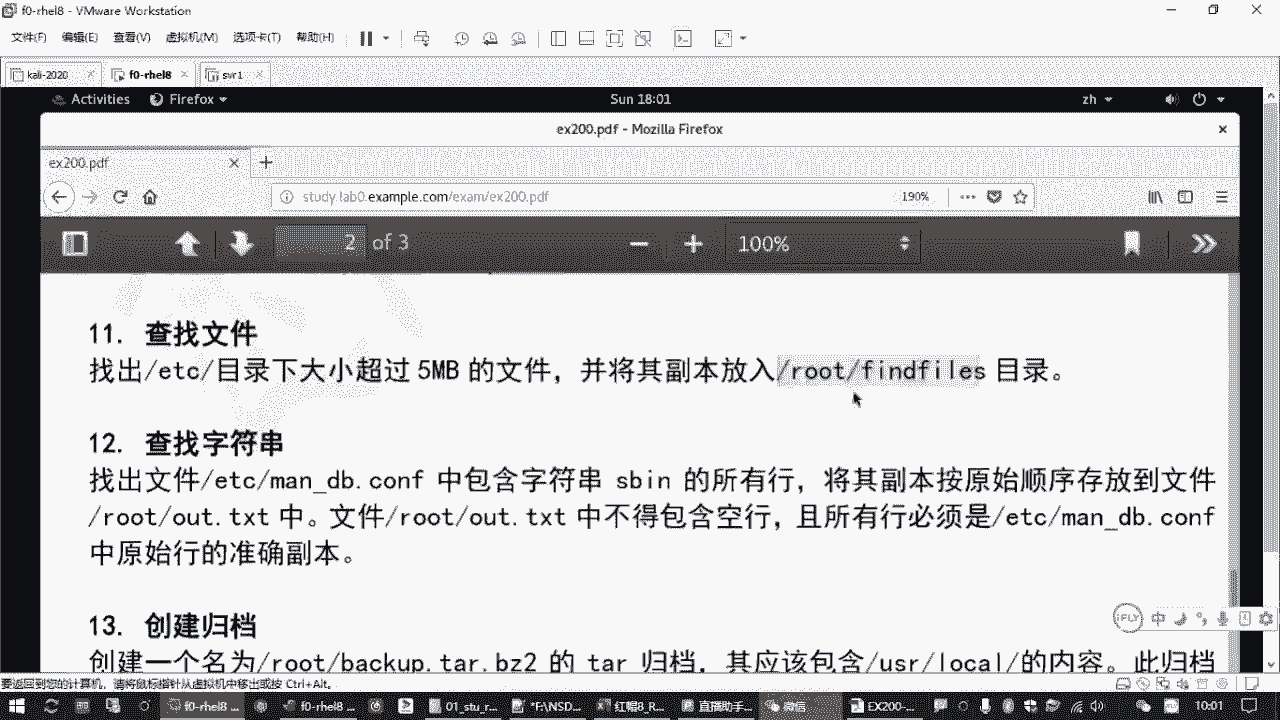 f0-rhel8 - VMware Workstation
文件(F) 编辑(E) 查看(V) 虚拟机(M) 选项卡(T) 帮助(H)
kali-2020 f0-rhel8 svr1
Activities Firefox Sun 18:01 zh
ex200.pdf - Mozilla Firefox
ex200.pdf
study.lab0.example.com/exam/ex200.pdf 190%
2 of 3 100%
11. 查找文件
找出/etc/目录下大小超过 5MB 的文件，并将其副本放入/root/findfiles 目录。
12. 查找字符串
找出文件/etc/man_db.conf 中包含字符串 sbin 的所有行，将其副本按原始顺序存放到文件
/root/out.txt 中。文件/root/out.txt 中不得包含空行，且所有行必须是/etc/man_db.conf
中原始行的准确副本。
13. 创建归档
创建一个名为/root/backup.tar.bz2 的 tar 归档，其应该包含/usr/local/的内容。此归档
iFLY 中
要返回到您的计算机，请将鼠标指针从虚拟机中移出或按 Ctrl+Alt。
f0-rhel8 ... f0-rhel8 ... 01_stu_r... *F:\NSD... 红帽8_R... 直播助手... 微信 EX200-... 10:01